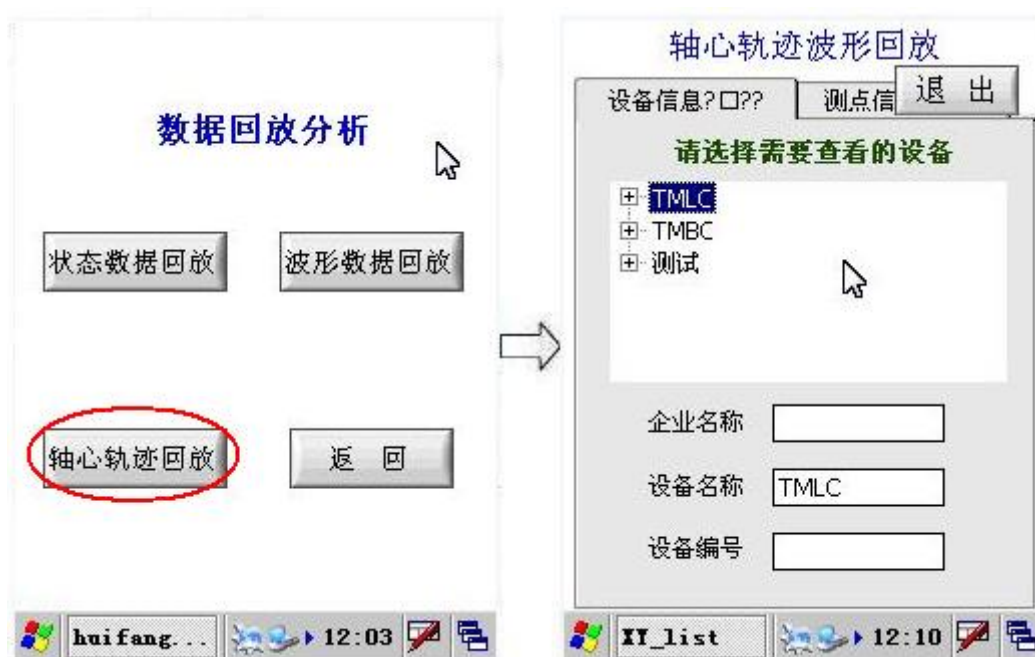 数据回放分析
状态数据回放
波形数据回放
轴心轨迹回放
返 回
huifang...
12:03
轴心轨迹波形回放
设备信息?口??
测点信
退 出
请选择需要查看的设备
TMLC
TMBC
测试
企业名称
设备名称
TMLC
设备编号
XY_list
12:10